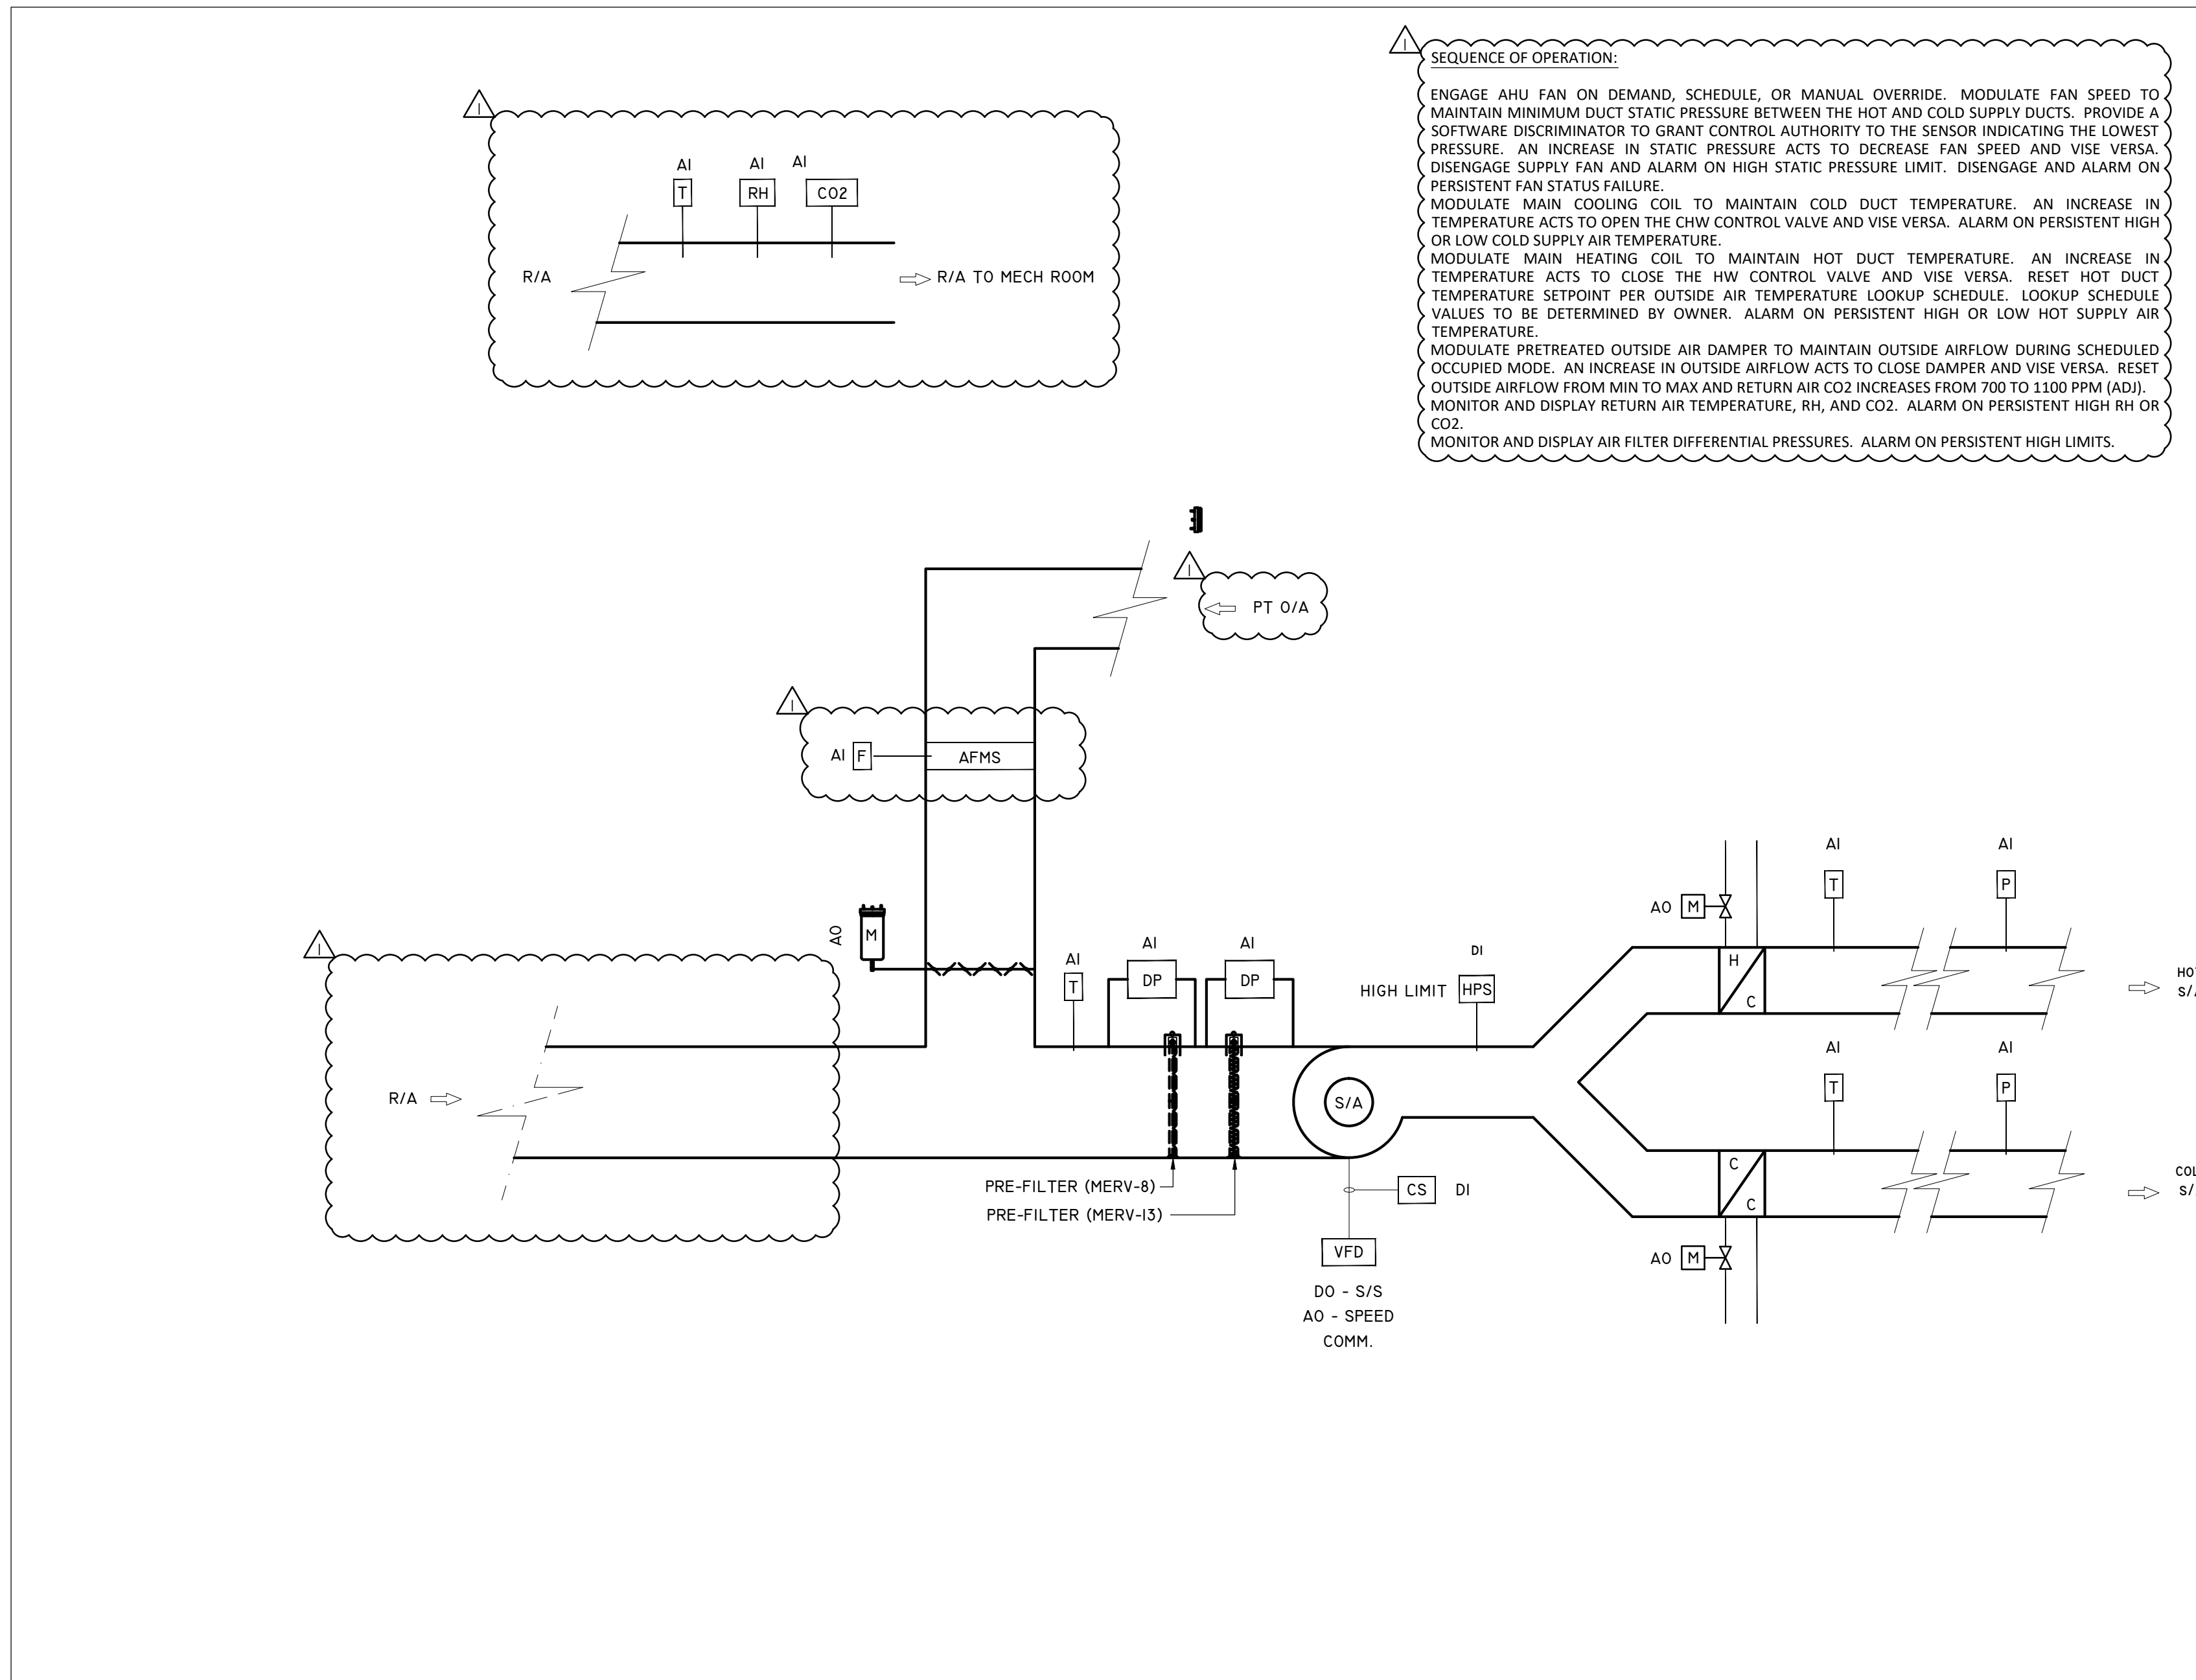 SEQUENCE OF OPERATION:
ENGAGE AHU FAN ON DEMAND, SCHEDULE, OR MANUAL OVERRIDE. MODULATE FAN SPEED TO
MAINTAIN MINIMUM DUCT STATIC PRESSURE BETWEEN THE HOT AND COLD SUPPLY DUCTS. PROVIDE A
SOFTWARE DISCRIMINATOR TO GRANT CONTROL AUTHORITY TO THE SENSOR INDICATING THE LOWEST
PRESSURE. AN INCREASE IN STATIC PRESSURE ACTS TO DECREASE FAN SPEED AND VISE VERSA.
DISENGAGE SUPPLY FAN AND ALARM ON HIGH STATIC PRESSURE LIMIT. DISENGAGE AND ALARM ON
PERSISTENT FAN STATUS FAILURE.
MODULATE MAIN COOLING COIL TO MAINTAIN COLD DUCT TEMPERATURE. AN INCREASE IN
TEMPERATURE ACTS TO OPEN THE CHW CONTROL VALVE AND VISE VERSA. ALARM ON PERSISTENT HIGH
OR LOW COLD SUPPLY AIR TEMPERATURE.
MODULATE MAIN HEATING COIL TO MAINTAIN HOT DUCT TEMPERATURE. AN INCREASE IN
TEMPERATURE ACTS TO CLOSE THE HW CONTROL VALVE AND VISE VERSA. RESET HOT DUCT
TEMPERATURE SETPOINT PER OUTSIDE AIR TEMPERATURE LOOKUP SCHEDULE. LOOKUP SCHEDULE
VALUES TO BE DETERMINED BY OWNER. ALARM ON PERSISTENT HIGH OR LOW HOT SUPPLY AIR
TEMPERATURE.
MODULATE PRETREATED OUTSIDE AIR DAMPER TO MAINTAIN OUTSIDE AIRFLOW DURING SCHEDULED
OCCUPIED MODE. AN INCREASE IN OUTSIDE AIRFLOW ACTS TO CLOSE DAMPER AND VISE VERSA. RESET
OUTSIDE AIRFLOW FROM MIN TO MAX AND RETURN AIR CO2 INCREASES FROM 700 TO 1100 PPM (ADJ).
MONITOR AND DISPLAY RETURN AIR TEMPERATURE, RH, AND CO2. ALARM ON PERSISTENT HIGH RH OR
CO2.
MONITOR AND DISPLAY AIR FILTER DIFFERENTIAL PRESSURES. ALARM ON PERSISTENT HIGH LIMITS.
1
1
AI AI AI
T RH CO2
R/A
R/A TO MECH ROOM
1
PT O/A
1
AI F AFMS
AI AI
T P
AO M
AO
M
1
AI AI
DP DP
AI
T
DI
HIGH LIMIT HPS
H
C
HOT
S/A
AI AI
T P
R/A
S/A
C
C
COL
S/
PRE-FILTER (MERV-8)
PRE-FILTER (MERV-13)
CS DI
VFD
AO M
DO - S/S
AO - SPEED
COMM.